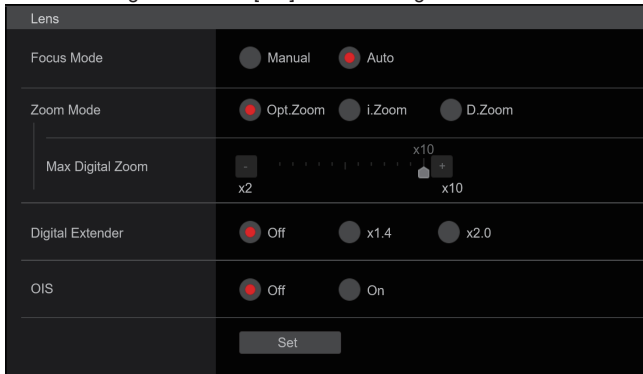 [ ]
Lens
Focus Mode Manual Auto
Zoom Mode Opt.Zoom i.Zoom D.Zoom
x10
Max Digital Zoom - +
x2 x10
Digital Extender Off x1.4 x2.0
OIS Off On
Set